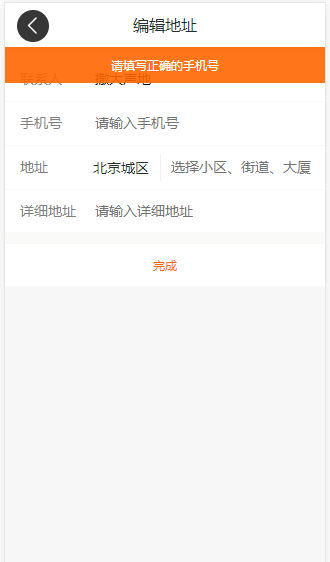 编辑地址
请填写正确的手机号
联系人 撒大声地
手机号 请输入手机号
地址 北京城区 选择小区、街道、大厦
详细地址 请输入详细地址
完成